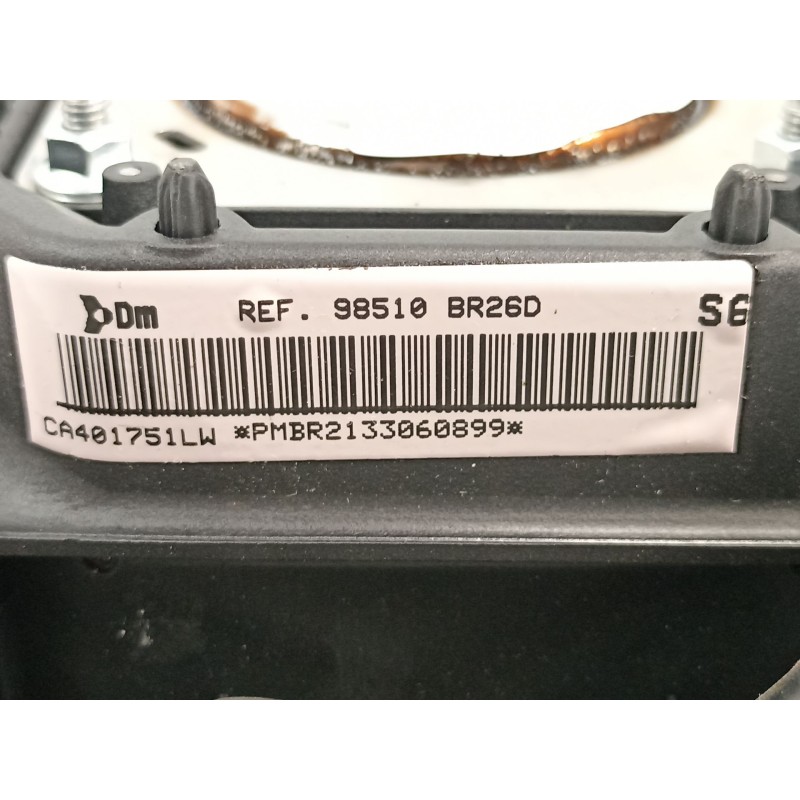 Dm REF. 98510 BR26D S6
CA401751LW *PMBR2133060899*